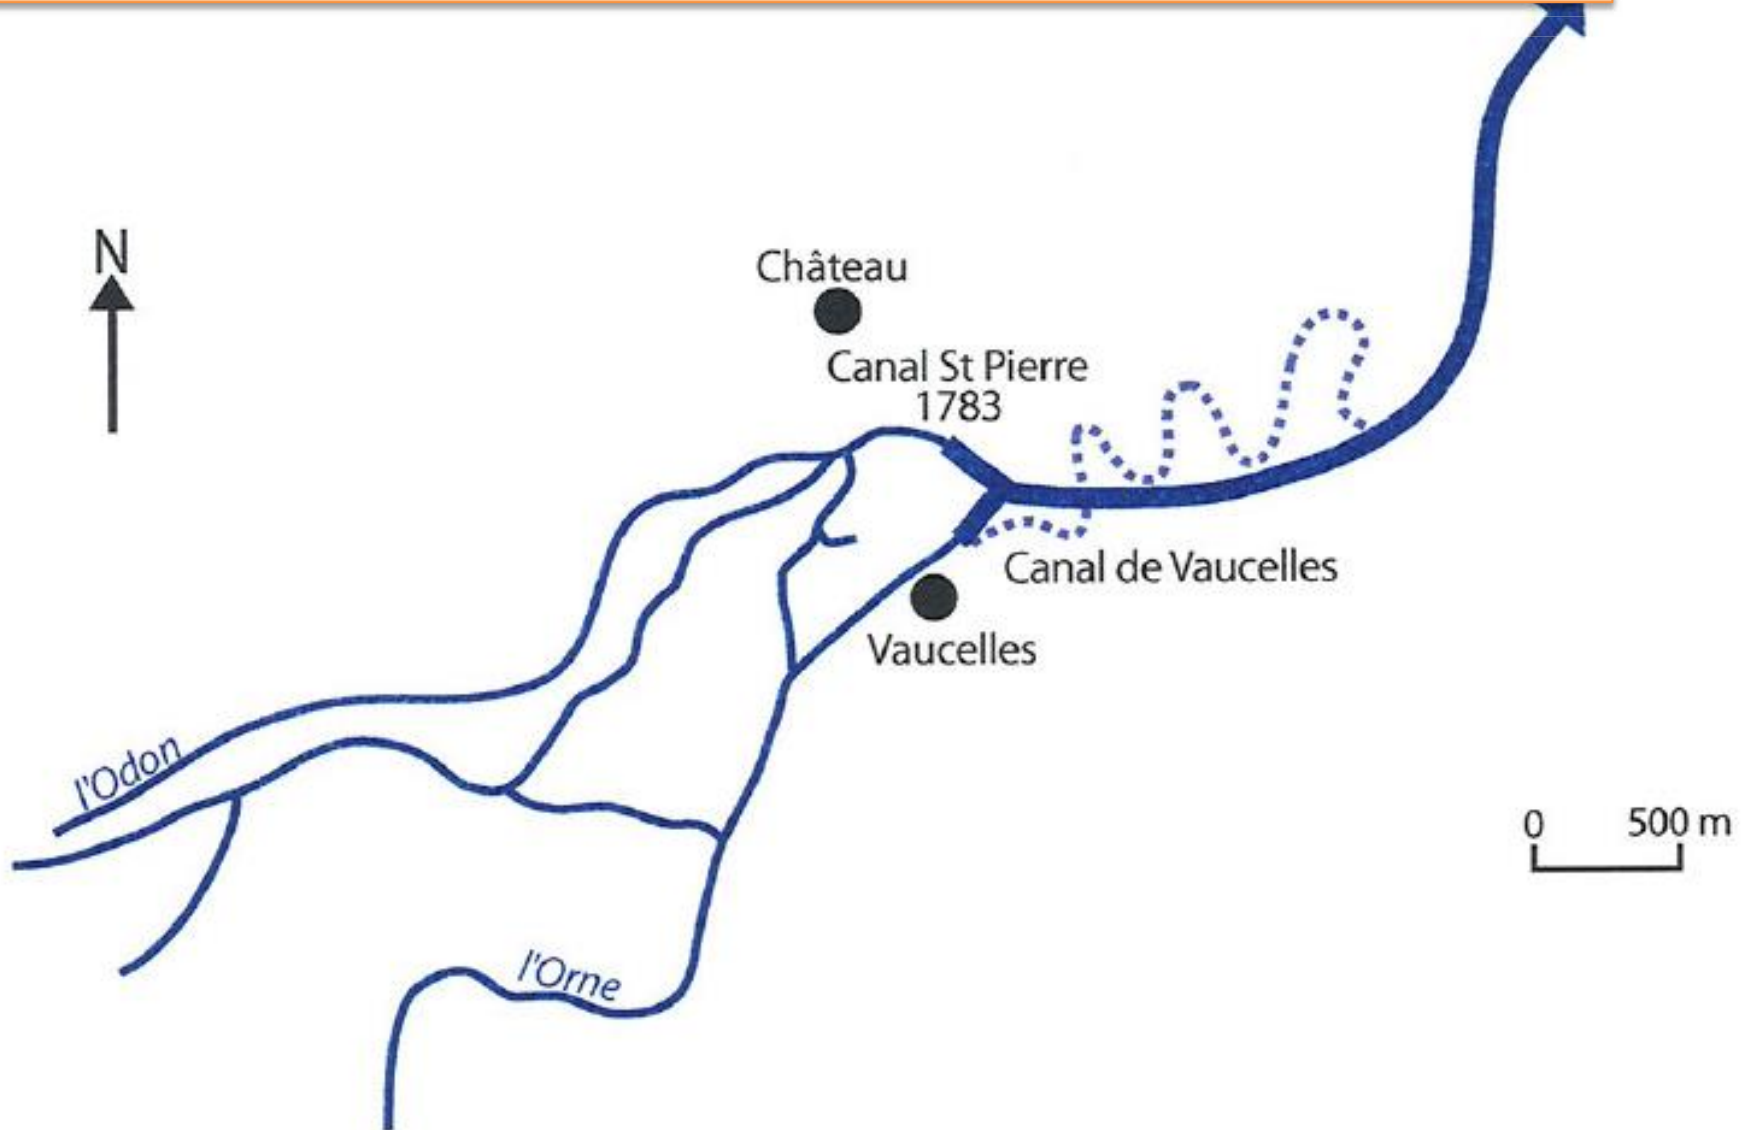 N
Château
Canal St Pierre
1783
Canal de Vaucelles
Vaucelles
l'Odon
0 500 m
l'Orne